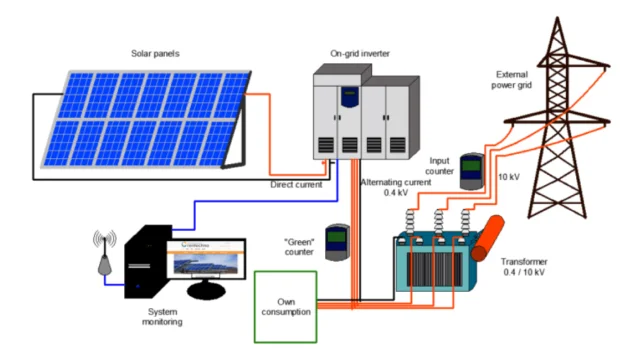 Solar panels
On-grid inverter
External
power grid
Input
counter
10 kV
Direct current
Alternating current
0.4 kV
"Green"
counter
Transformer
0.4 / 10 kV
Own
consumption
System
monitoring